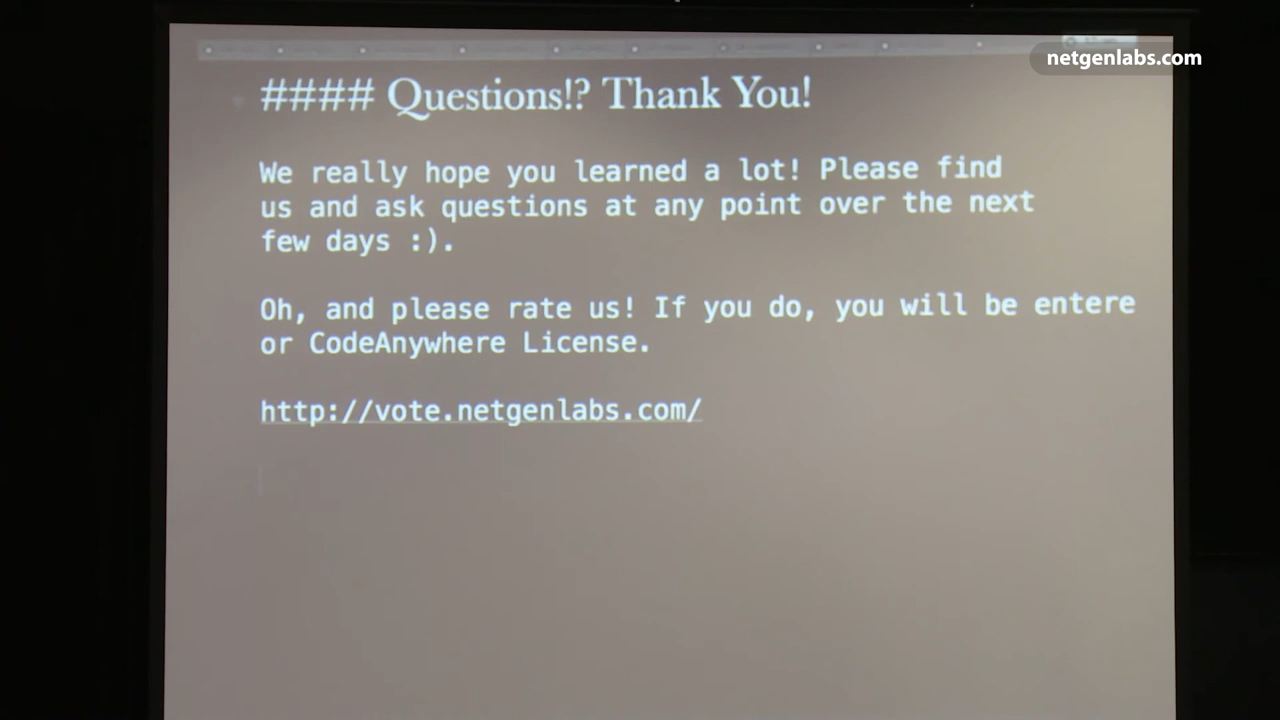 netgenlabs.com
#### Questions!? Thank You!
We really hope you learned a lot! Please find
us and ask questions at any point over the next
few days :).
Oh, and please rate us! If you do, you will be entere
or CodeAnywhere License.
http://vote.netgenlabs.com/